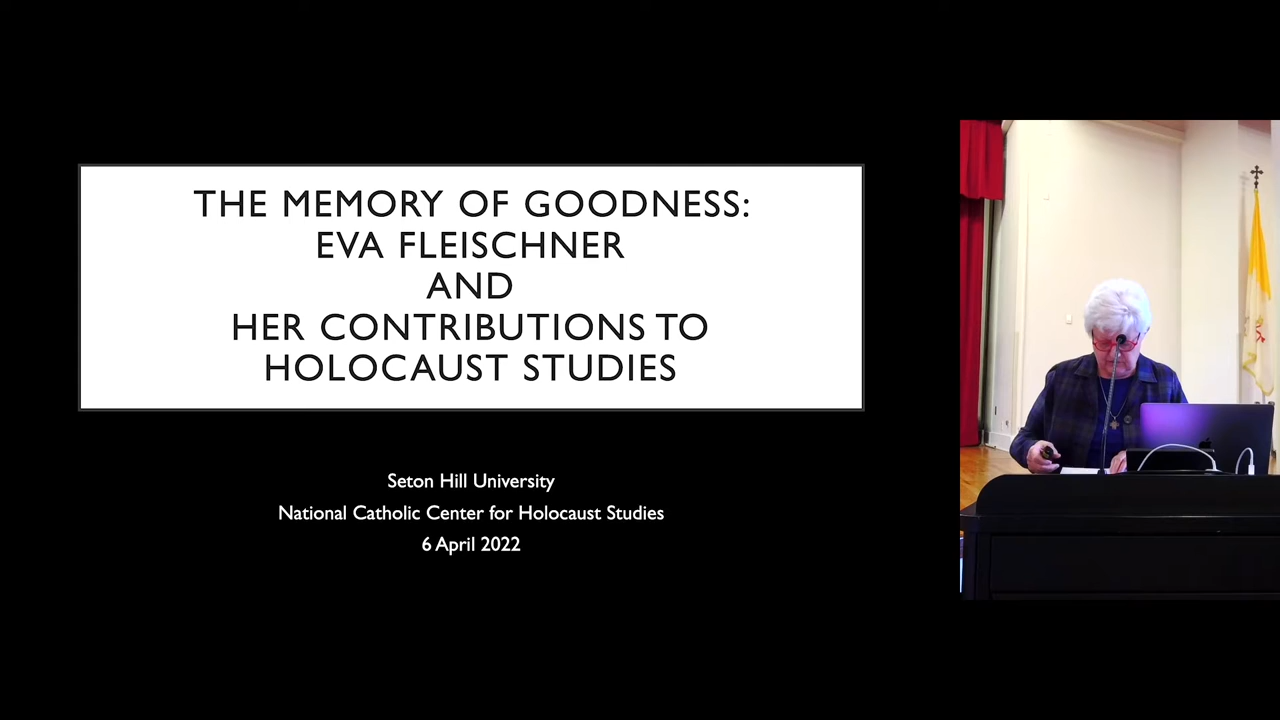 THE MEMORY OF GOODNESS:
EVA FLEISCHNER
AND
HER CONTRIBUTIONS TO
HOLOCAUST STUDIES
Seton Hill University
National Catholic Center for Holocaust Studies
6 April 2022